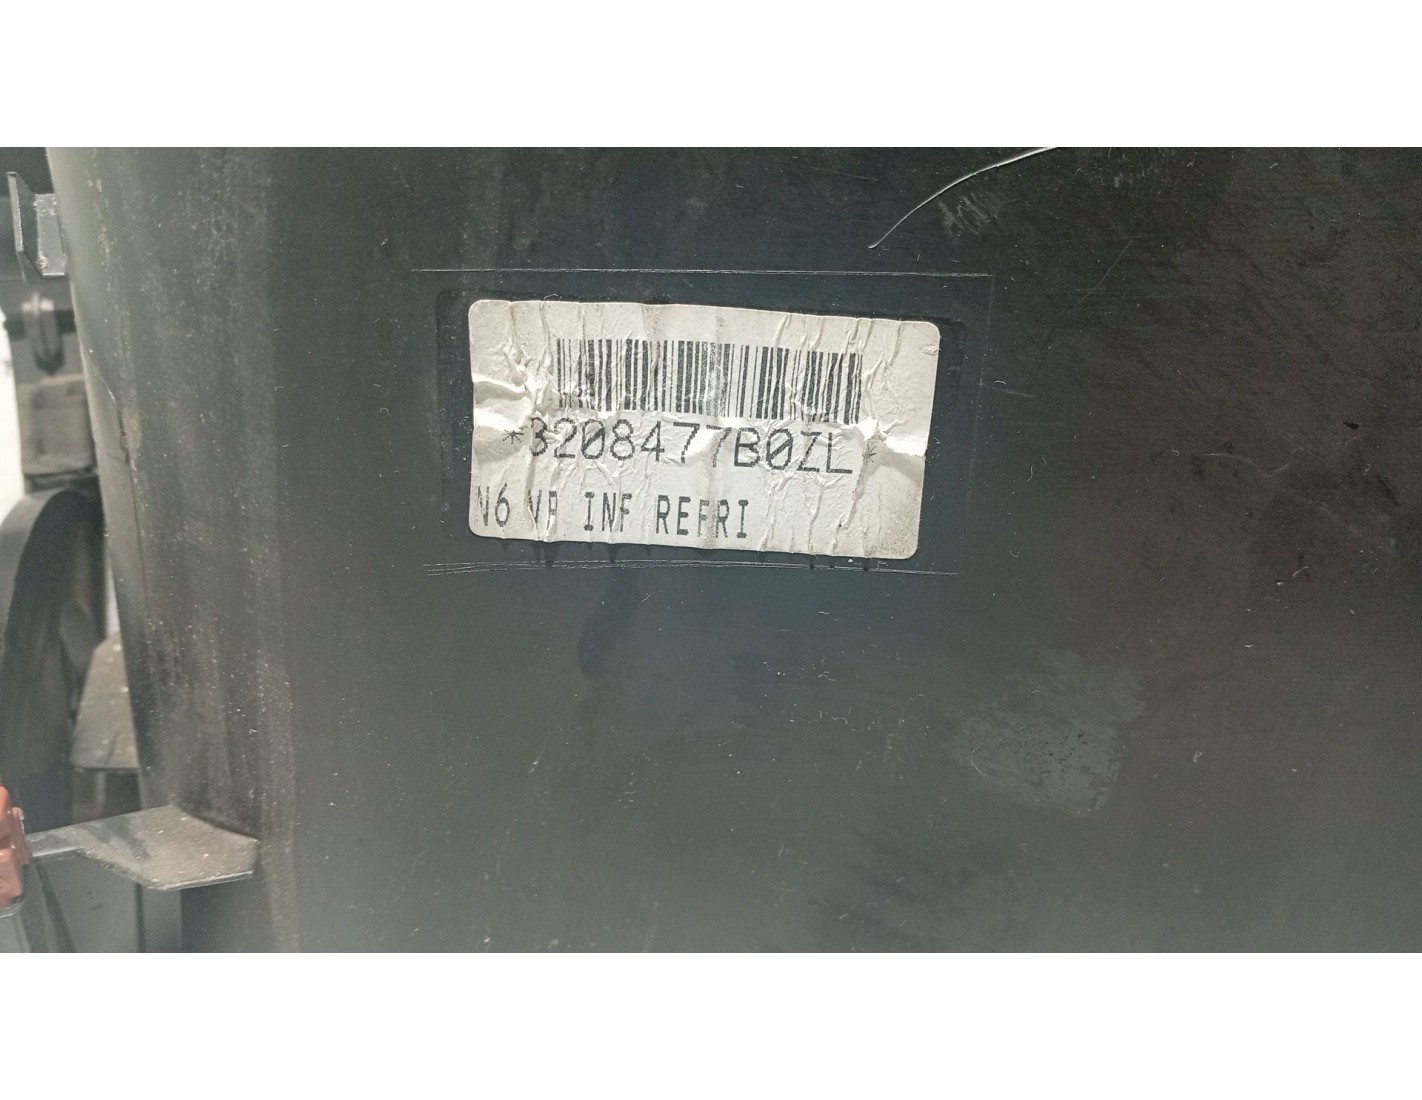 *3208477B0ZL*
N6 VP INF REFRI